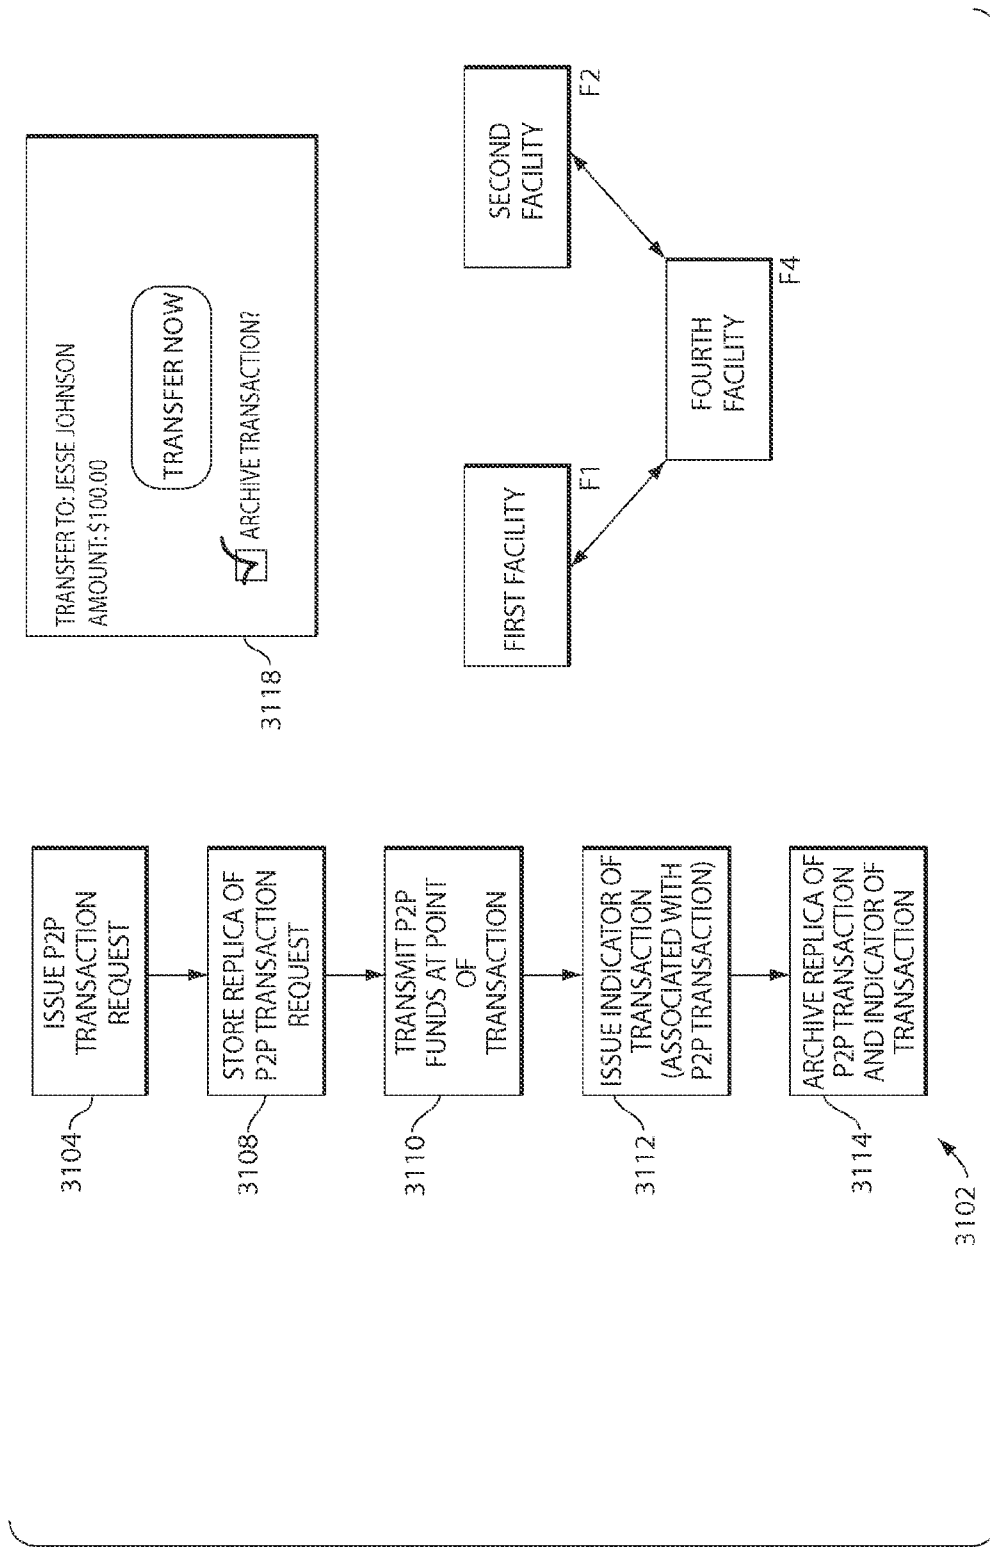 ISSUE P2P
TRANSACTION
REQUEST
3104
STORE REPLICA OF
P2P TRANSACTION
REQUEST
3108
TRANSMIT P2P
FUNDS AT POINT
OF
TRANSACTION
3110
ISSUE INDICATOR OF
TRANSACTION
(ASSOCIATED WITH
P2P TRANSACTION)
3112
ARCHIVE REPLICA OF
P2P TRANSACTION
AND INDICATOR OF
TRANSACTION
3114
3102
TRANSFER TO: JESSE JOHNSON
AMOUNT: $100.00
TRANSFER NOW
ARCHIVE TRANSACTION?
3118
FIRST FACILITY
F1
SECOND
FACILITY
F2
FOURTH
FACILITY
F4